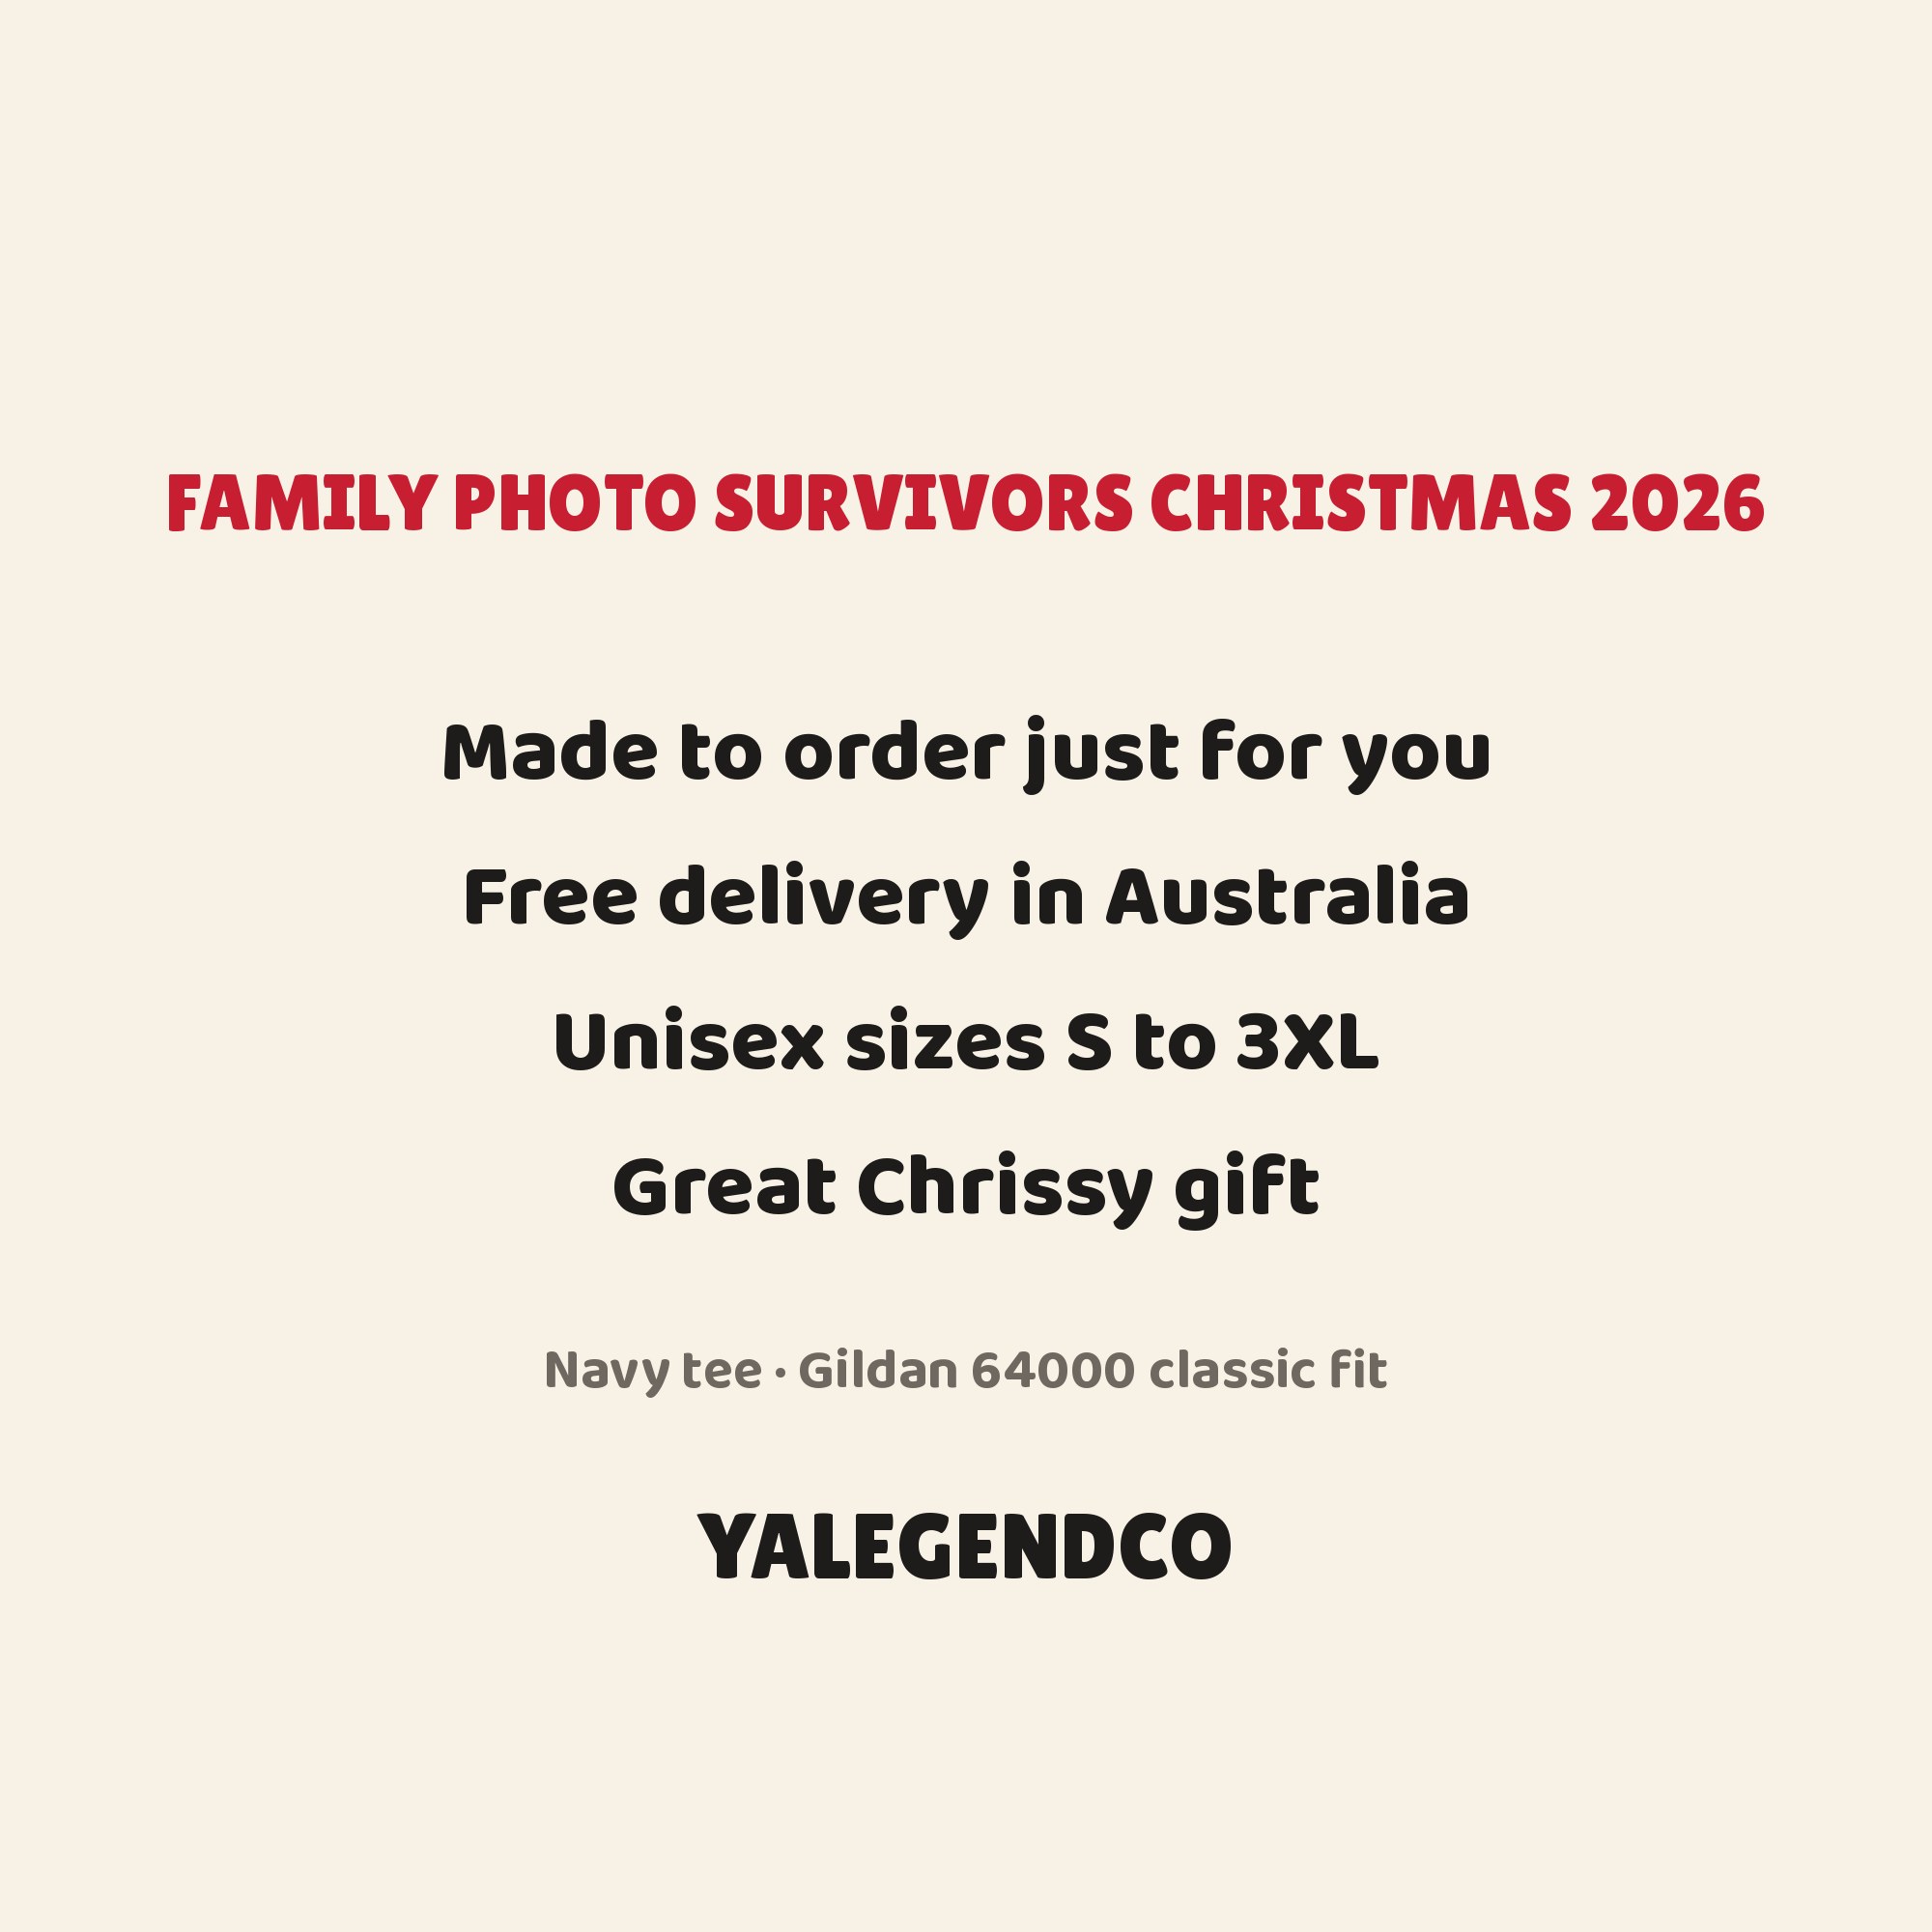 FAMILY PHOTO SURVIVORS CHRISTMAS 2026
Made to order just for you
Free delivery in Australia
Unisex sizes S to 3XL
Great Chrissy gift
Navy tee · Gildan 64000 classic fit
YALEGENDCO